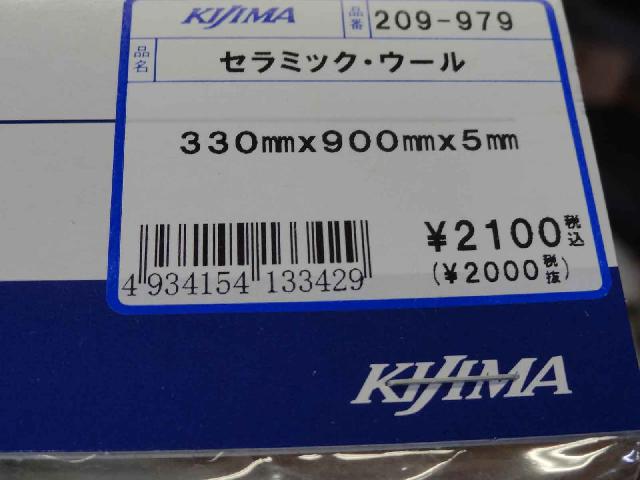 KIJIMA 品番 209-979
品名 セラミック・ウール
330mmx900mmx5mm
¥2100税込
(¥2000税抜)
4 934154 133429
KIJIMA